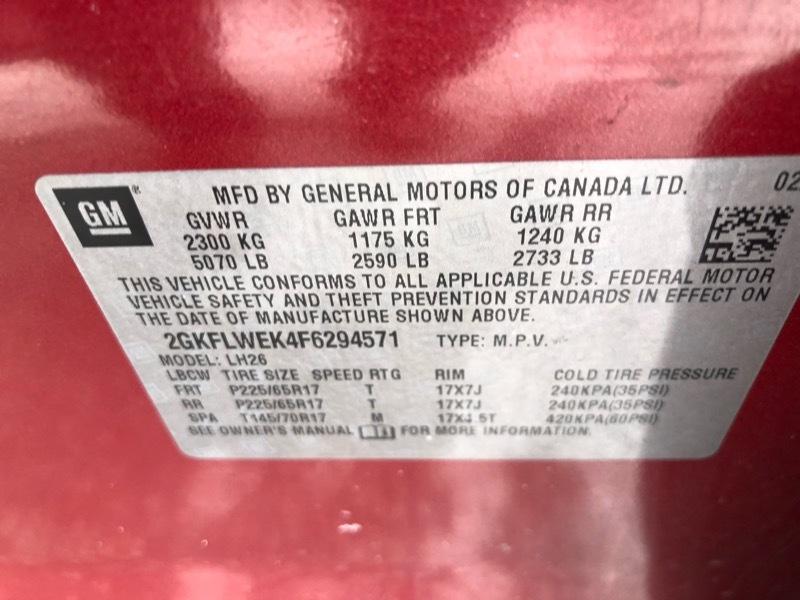 GM® MFD BY GENERAL MOTORS OF CANADA LTD. 02
GVWR GAWR FRT GAWR RR
2300 KG 1175 KG 1240 KG
5070 LB 2590 LB 2733 LB
THIS VEHICLE CONFORMS TO ALL APPLICABLE U.S. FEDERAL MOTOR
VEHICLE SAFETY AND THEFT PREVENTION STANDARDS IN EFFECT ON
THE DATE OF MANUFACTURE SHOWN ABOVE.
2GKFLWEK4F6294571 TYPE: M.P.V.
MODEL: LH26
LBCW TIRE SIZE SPEED RTG RIM COLD TIRE PRESSURE
FRT P225/65R17 T 17X7J 240KPA(35PSI)
RR P225/65R17 T 17X7J 240KPA(35PSI)
SPA T145/70R17 M 17X4.5T 420KPA(60PSI)
SEE OWNER'S MANUAL FOR MORE INFORMATION.